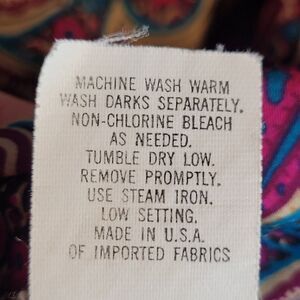 MACHINE WASH WARM
WASH DARKS SEPARATELY.
NON-CHLORINE BLEACH
AS NEEDED.
TUMBLE DRY LOW.
REMOVE PROMPTLY.
USE STEAM IRON.
LOW SETTING.
MADE IN U.S.A.
OF IMPORTED FABRICS